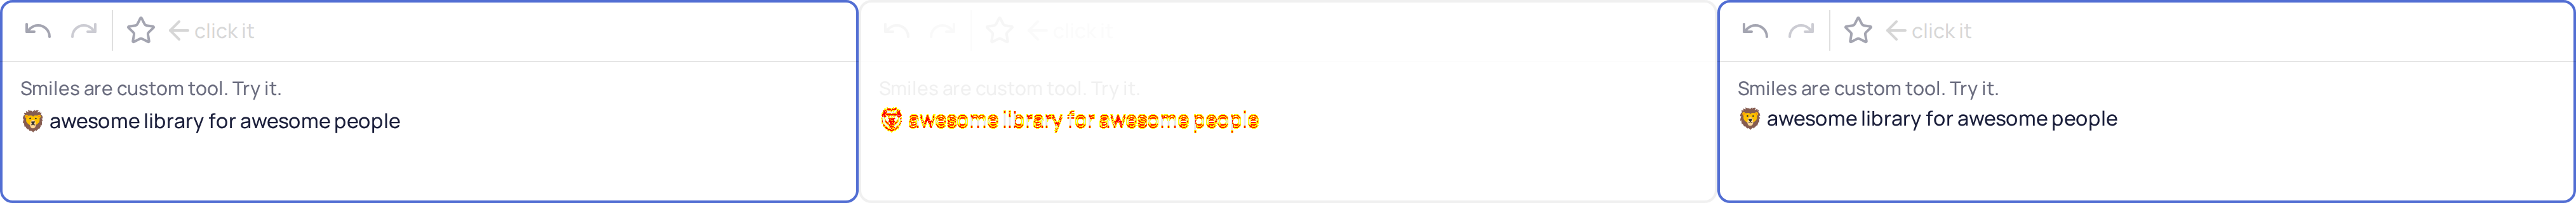 ← click it
Smiles are custom tool. Try it.
🦁 awesome library for awesome people
← click it
Smiles are custom tool. Try it.
🦁 awesome library for awesome people
← click it
Smiles are custom tool. Try it.
🦁 awesome library for awesome people